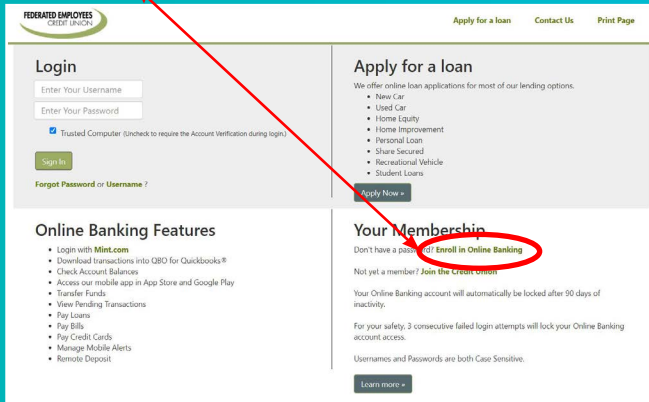 FEDERATED EMPLOYEES
CREDIT UNION
Apply for a loan Contact Us Print Page
Login
Enter Your Username
Enter Your Password
Trusted Computer (Uncheck to require the Account Verification during login.)
Sign In
Forgot Password or Username ?
Apply for a loan
We offer online loan applications for most of our lending options.
• New Car
• Used Car
• Home Equity
• Home Improvement
• Personal Loan
• Share Secured
• Recreational Vehicle
• Student Loans
Apply Now »
Online Banking Features
• Login with Mint.com
• Download transactions into QBO for Quickbooks®
• Check Account Balances
• Access our mobile app in App Store and Google Play
• Transfer Funds
• View Pending Transactions
• Pay Loans
• Pay Bills
• Pay Credit Cards
• Manage Mobile Alerts
• Remote Deposit
Your Membership
Don't have a password? Enroll in Online Banking
Not yet a member? Join the Credit Union
Your Online Banking account will automatically be locked after 90 days of
inactivity.
For your safety, 3 consecutive failed login attempts will lock your Online Banking
account access.
Usernames and Passwords are both Case Sensitive.
Learn more »